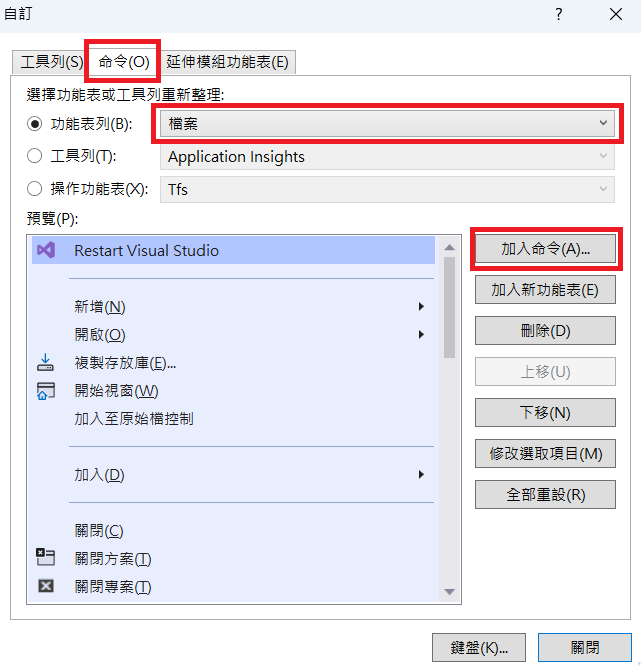 自訂
工具列(S) 命令(O) 延伸模組功能表(E)
選擇功能表或工具列重新整理:
功能表列(B): 檔案
工具列(T): Application Insights
操作功能表(X): Tfs
預覽(P):
Restart Visual Studio
新增(N)
開啟(O)
複製存放庫(E)...
開始視窗(W)
加入至原始檔控制
加入(D)
關閉(C)
關閉方案(T)
關閉專案(T)
加入命令(A)...
加入新功能表(E)
刪除(D)
上移(U)
下移(N)
修改選取項目(M)
全部重設(R)
鍵盤(K)... 關閉